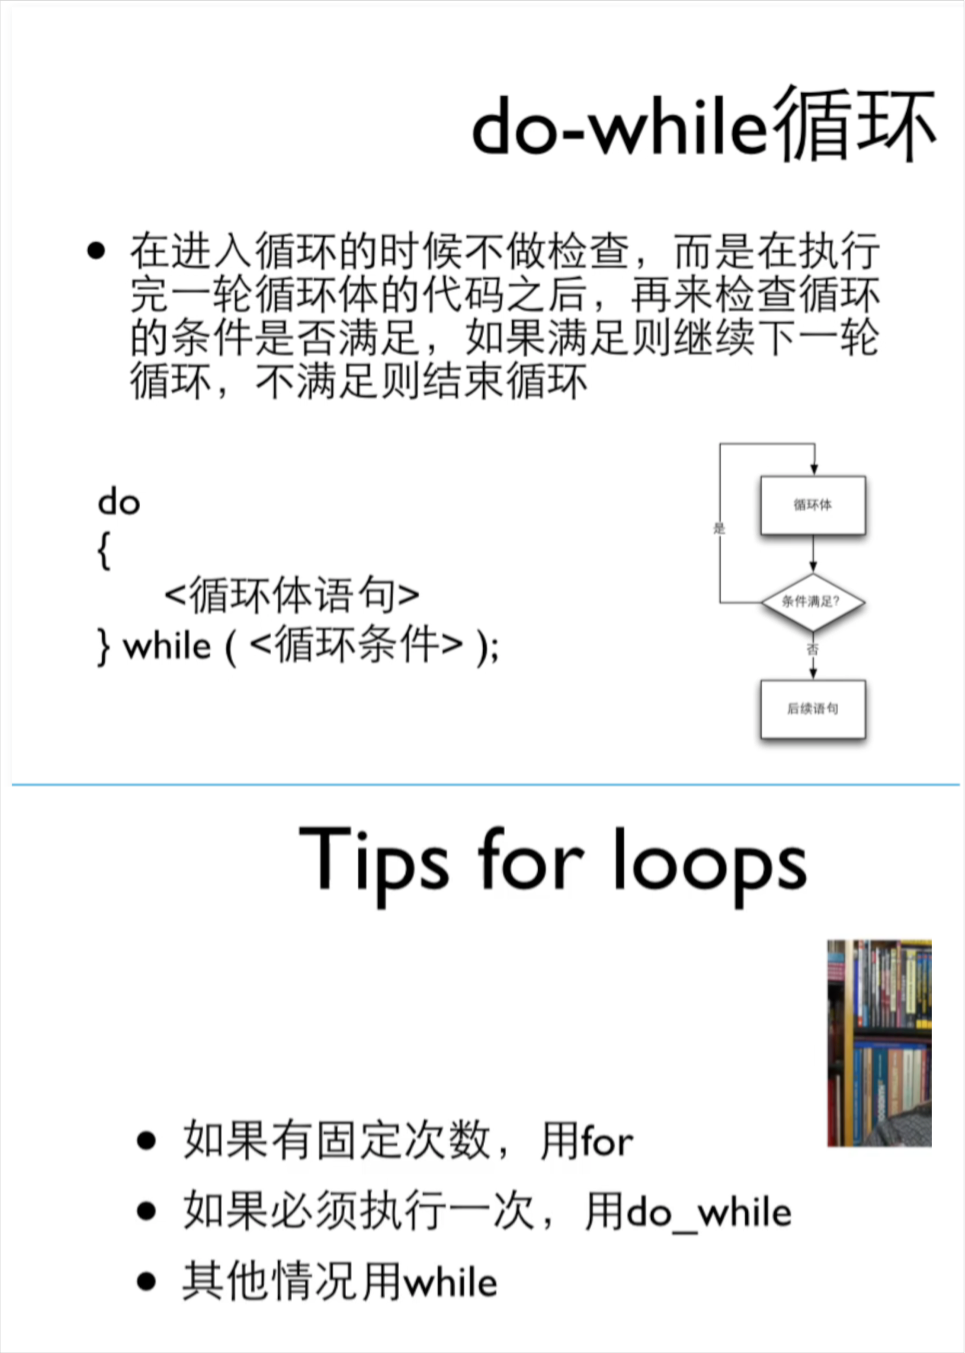 do-while循环
• 在进入循环的时候不做检查，而是在执行
完一轮循环体的代码之后，再来检查循环
的条件是否满足，如果满足则继续下一轮
循环，不满足则结束循环
do
{
<循环体语句>
} while ( <循环条件> );
循环体
是
条件满足?
否
后续语句
Tips for loops
• 如果有固定次数，用for
• 如果必须执行一次，用do_while
• 其他情况用while